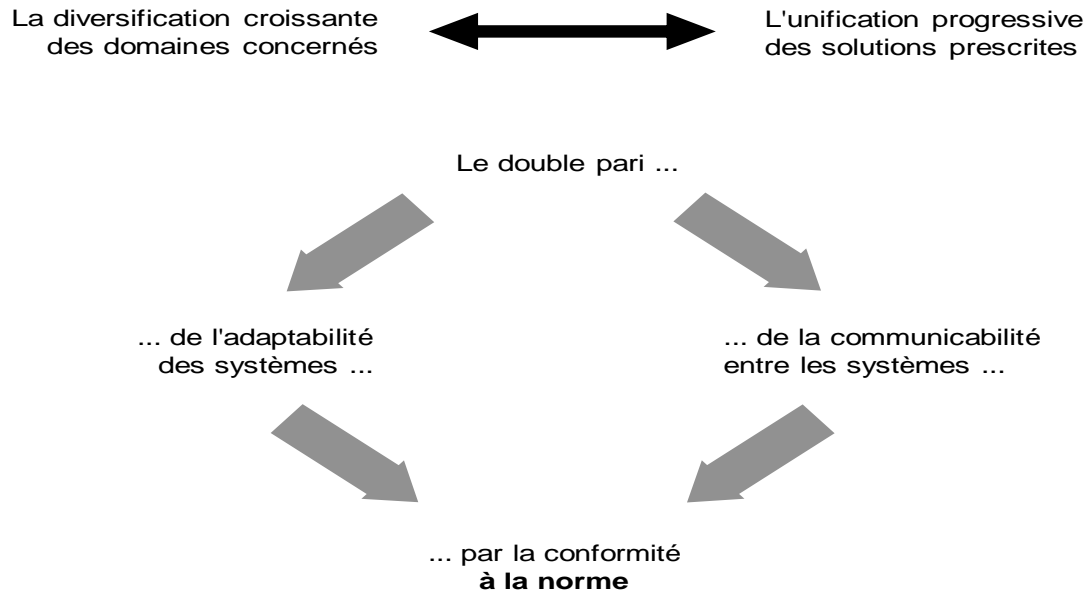 La diversification croissante
des domaines concernés
L'unification progressive
des solutions prescrites
Le double pari ...
... de l'adaptabilité
des systèmes ...
... de la communicabilité
entre les systèmes ...
... par la conformité
à la norme